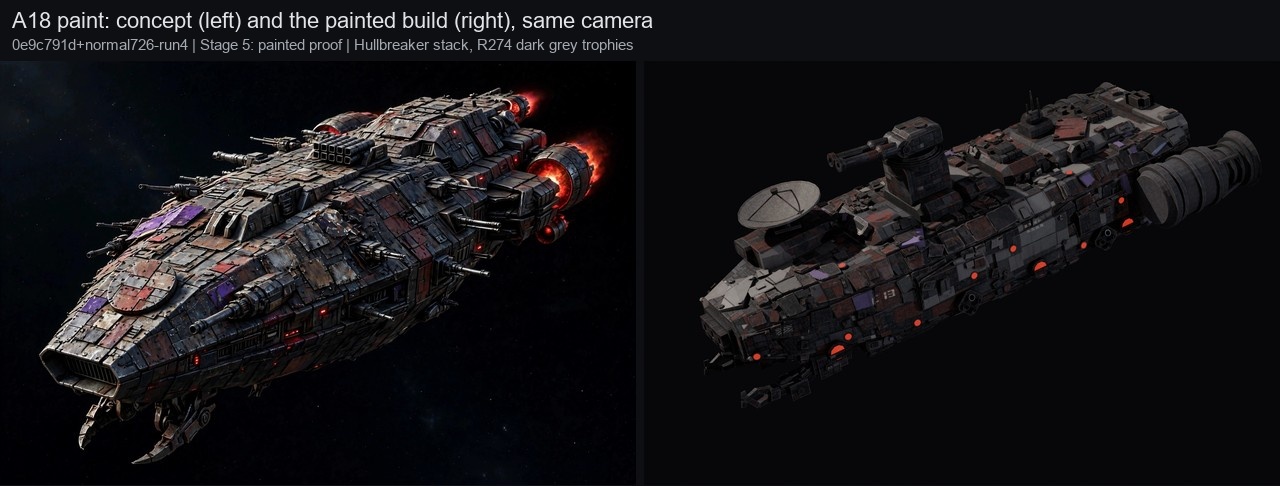 A18 paint: concept (left) and the painted build (right), same camera
0e9c791d+normal726-run4 | Stage 5: painted proof | Hullbreaker stack, R274 dark grey trophies
13